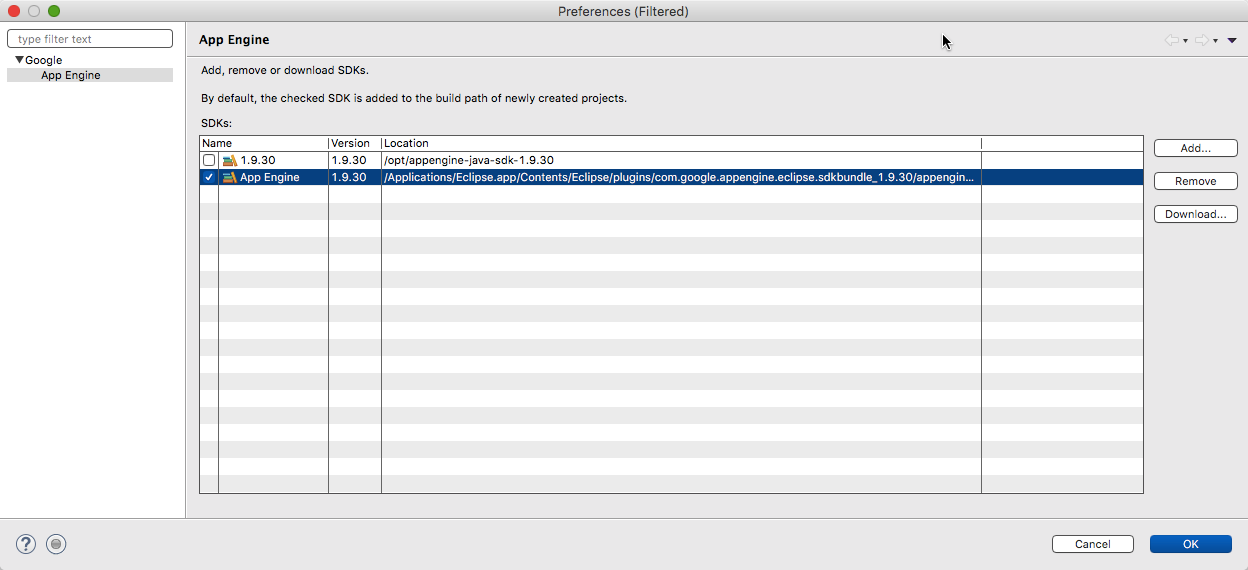 Preferences (Filtered)
type filter text
Google
App Engine
App Engine
Add, remove or download SDKs.
By default, the checked SDK is added to the build path of newly created projects.
SDKs:
Name Version Location
1.9.30 1.9.30 /opt/appengine-java-sdk-1.9.30
App Engine 1.9.30 /Applications/Eclipse.app/Contents/Eclipse/plugins/com.google.appengine.eclipse.sdkbundle_1.9.30/appengin...
Add...
Remove
Download...
?
Cancel
OK